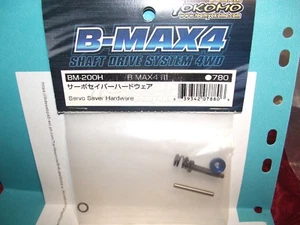 YOKOMO
B-MAX4
SHAFT DRIVE SYSTEM 4WD
BM-200H B-MAX4 III ●780
サーボセイバーハードウェア
Servo Saver Hardware